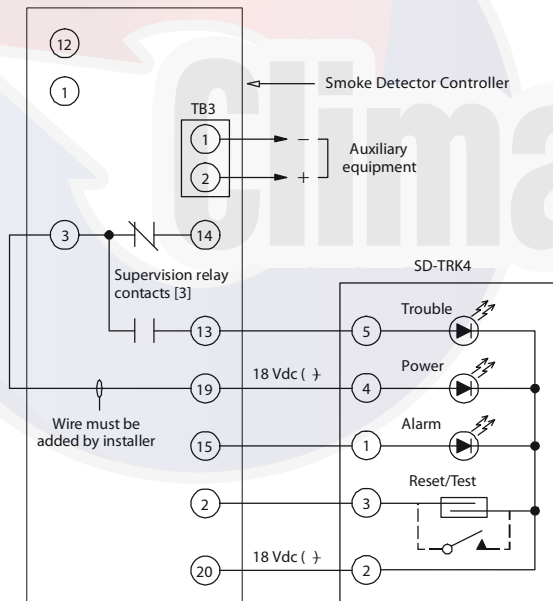 Clima
12
1
Smoke Detector Controller
TB3
1
2
−
+
Auxiliary
equipment
3
14
Supervision relay
contacts [3]
SD-TRK4
Trouble
13
5
Power
19
18 Vdc ( + )
4
Wire must be
added by installer
Alarm
15
1
Reset/Test
2
3
20
18 Vdc ( + )
2